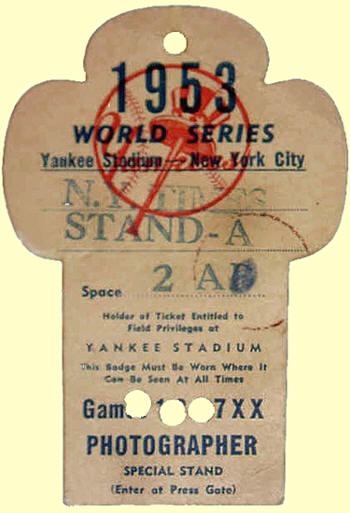 1953
WORLD SERIES
Yankee Stadium — New York City
N.Y. TIMES
STAND-A
Space 2 A
Holder of Ticket Entitled to
Field Privileges at
YANKEE STADIUM
This Badge Must Be Worn Where It
Can Be Seen At All Times
7XX
PHOTOGRAPHER
SPECIAL STAND
(Enter at Press Gate)